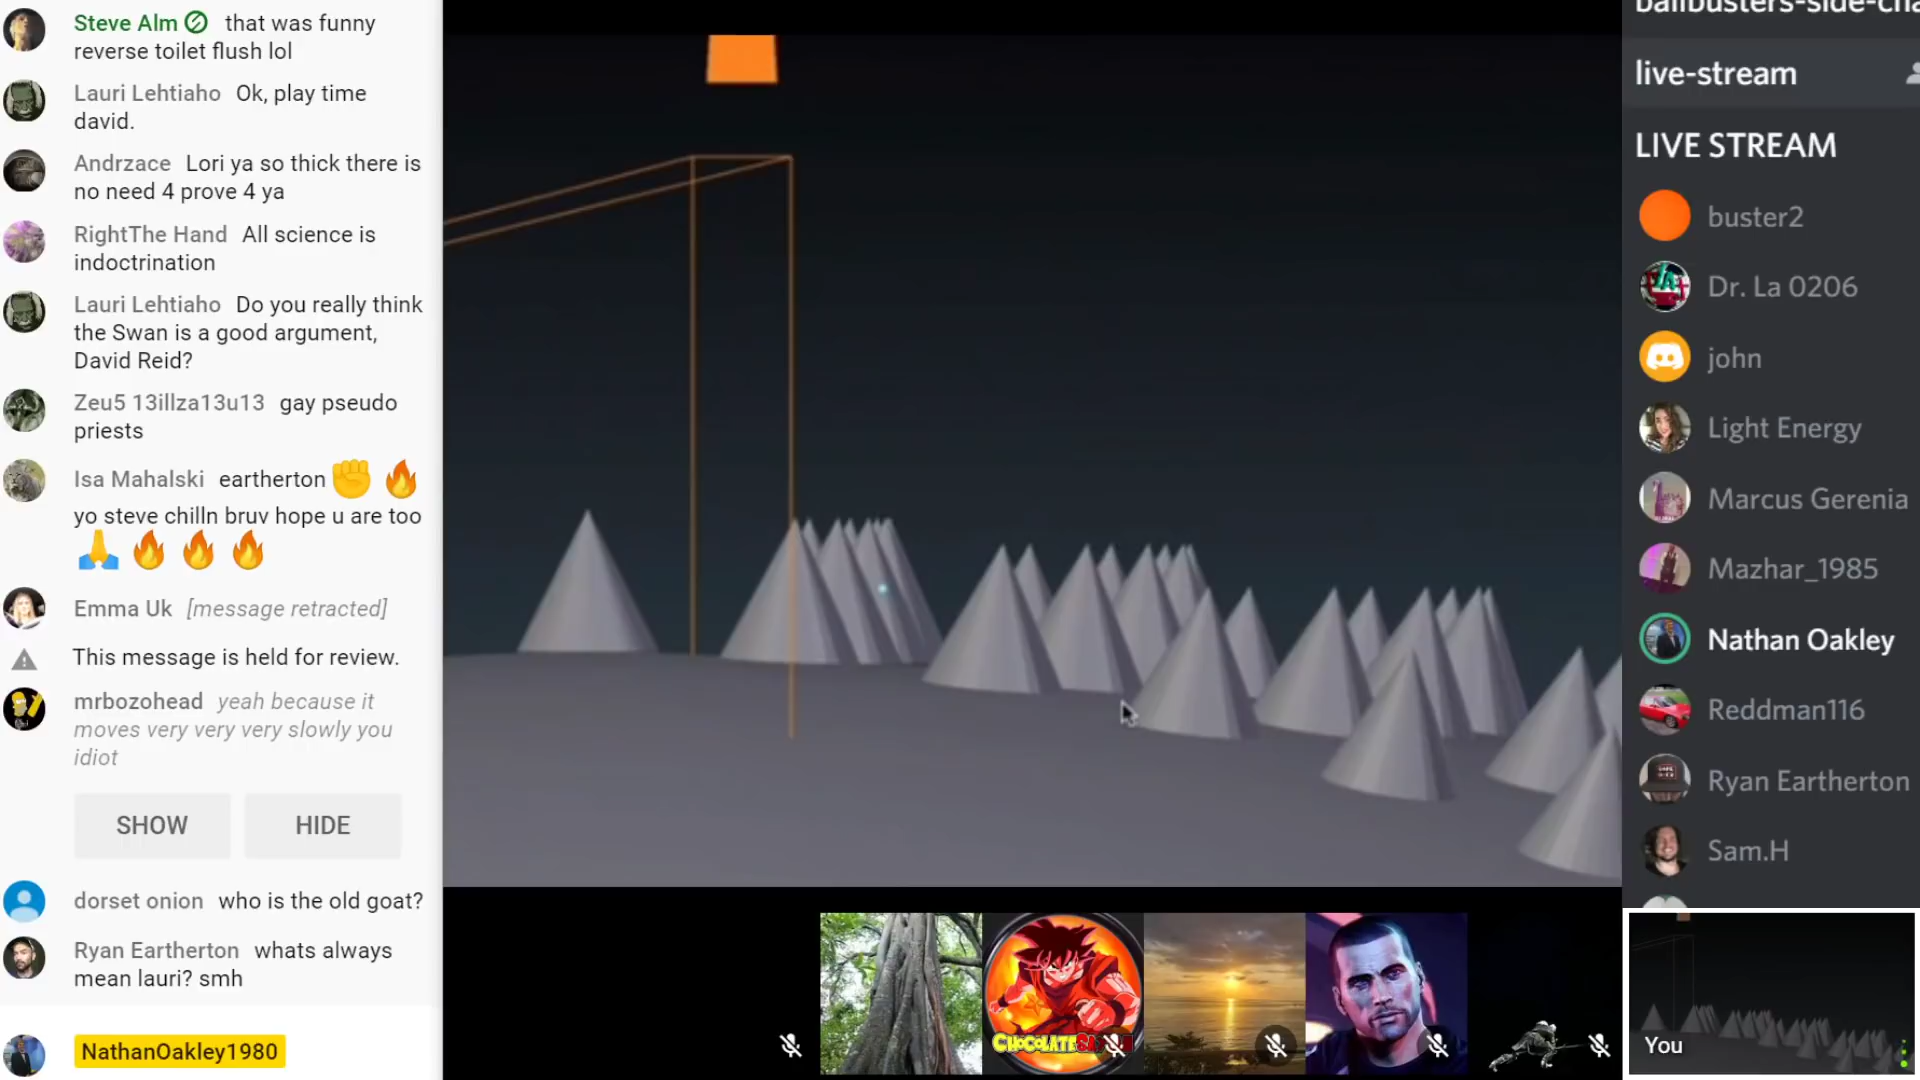 Steve Alm that was funny
reverse toilet flush lol
Lauri Lehtiaho Ok, play time
david.
Andrzace Lori ya so thick there is
no need 4 prove 4 ya
RightThe Hand All science is
indoctrination
Lauri Lehtiaho Do you really think
the Swan is a good argument,
David Reid?
Zeu5 13illza13u13 gay pseudo
priests
Isa Mahalski eartherton ✊ 🔥
yo steve chilln bruv hope u are too
🙏 🔥 🔥 🔥
Emma Uk [message retracted]
This message is held for review.
mrbozohead yeah because it
moves very very very slowly you
idiot
SHOW HIDE
dorset onion who is the old goat?
Ryan Eartherton whats always
mean lauri? smh
NathanOakley1980
CHOCOLATE
live-stream
LIVE STREAM
buster2
Dr. La 0206
john
Light Energy
Marcus Gerenia
Mazhar_1985
Nathan Oakley
Reddman116
Ryan Eartherton
Sam.H
You